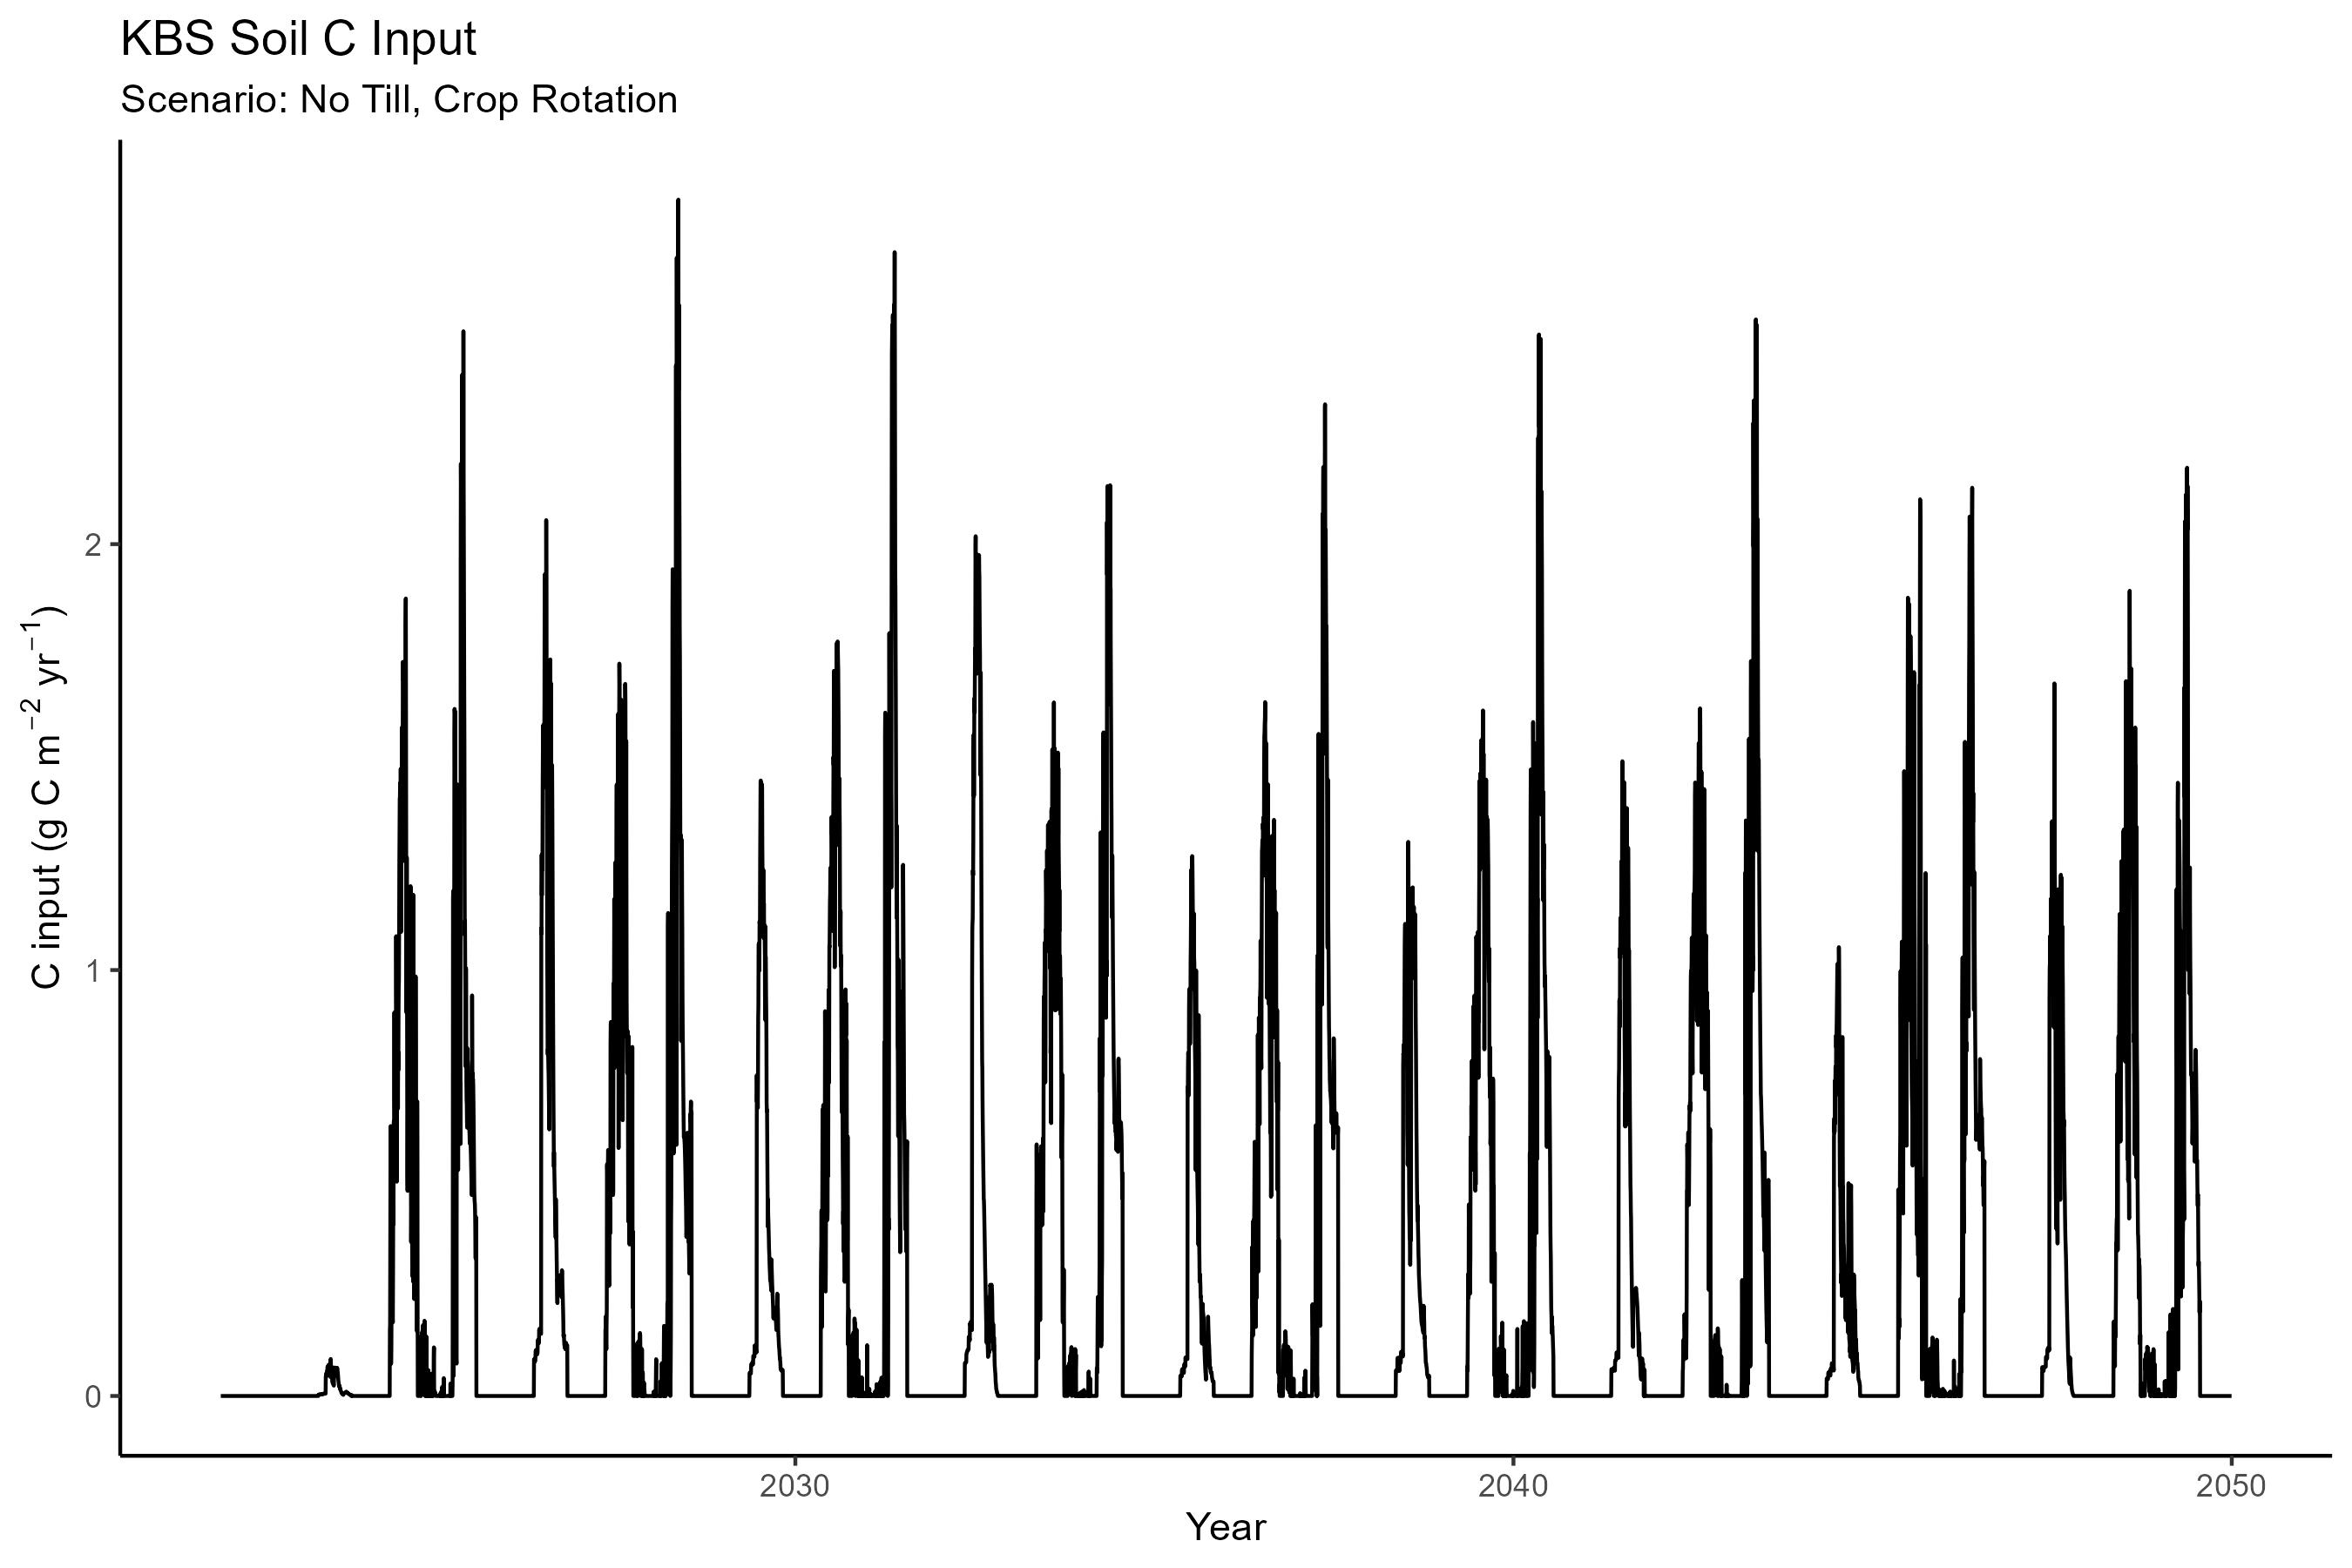 KBS Soil C Input
Scenario: No Till, Crop Rotation
C input (g C m⁻² yr⁻¹)
2
1
0
2030
2040
2050
Year